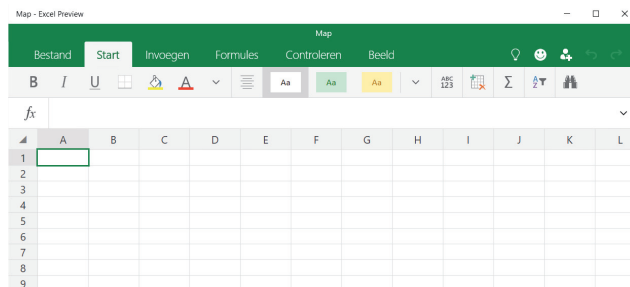 Map - Excel Preview
Map
Bestand Start Invoegen Formules Controleren Beeld
B I U A Aa Aa Aa ABC 123 Σ A Z
fx
A B C D E F G H I J K L
1
2
3
4
5
6
7
8
9